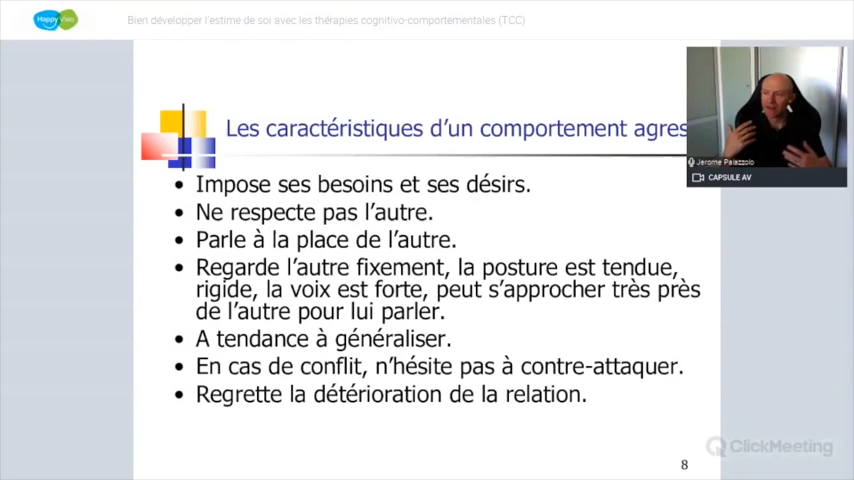 Happy Visio
Bien développer l'estime de soi avec les thérapies cognitivo-comportementales (TCC)
Les caractéristiques d'un comportement agres
Jerome Palazzolo
CAPSULE AV
• Impose ses besoins et ses désirs.
• Ne respecte pas l'autre.
• Parle à la place de l'autre.
• Regarde l'autre fixement, la posture est tendue,
rigide, la voix est forte, peut s'approcher très près
de l'autre pour lui parler.
• A tendance à généraliser.
• En cas de conflit, n'hésite pas à contre-attaquer.
• Regrette la détérioration de la relation.
ClickMeeting
8